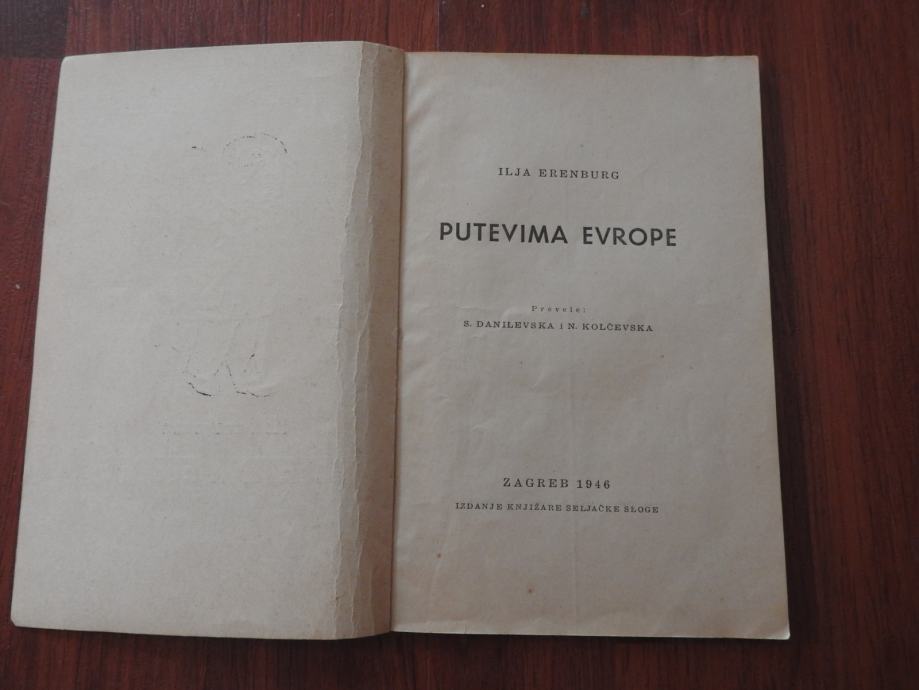 ILJA ERENBURG
PUTEVIMA EVROPE
Prevele:
S. DANILEVSKA I N. KOLČEVSKA
ZAGREB 1946
IZDANJE KNJIŽARE SELJAČKE SLOGE